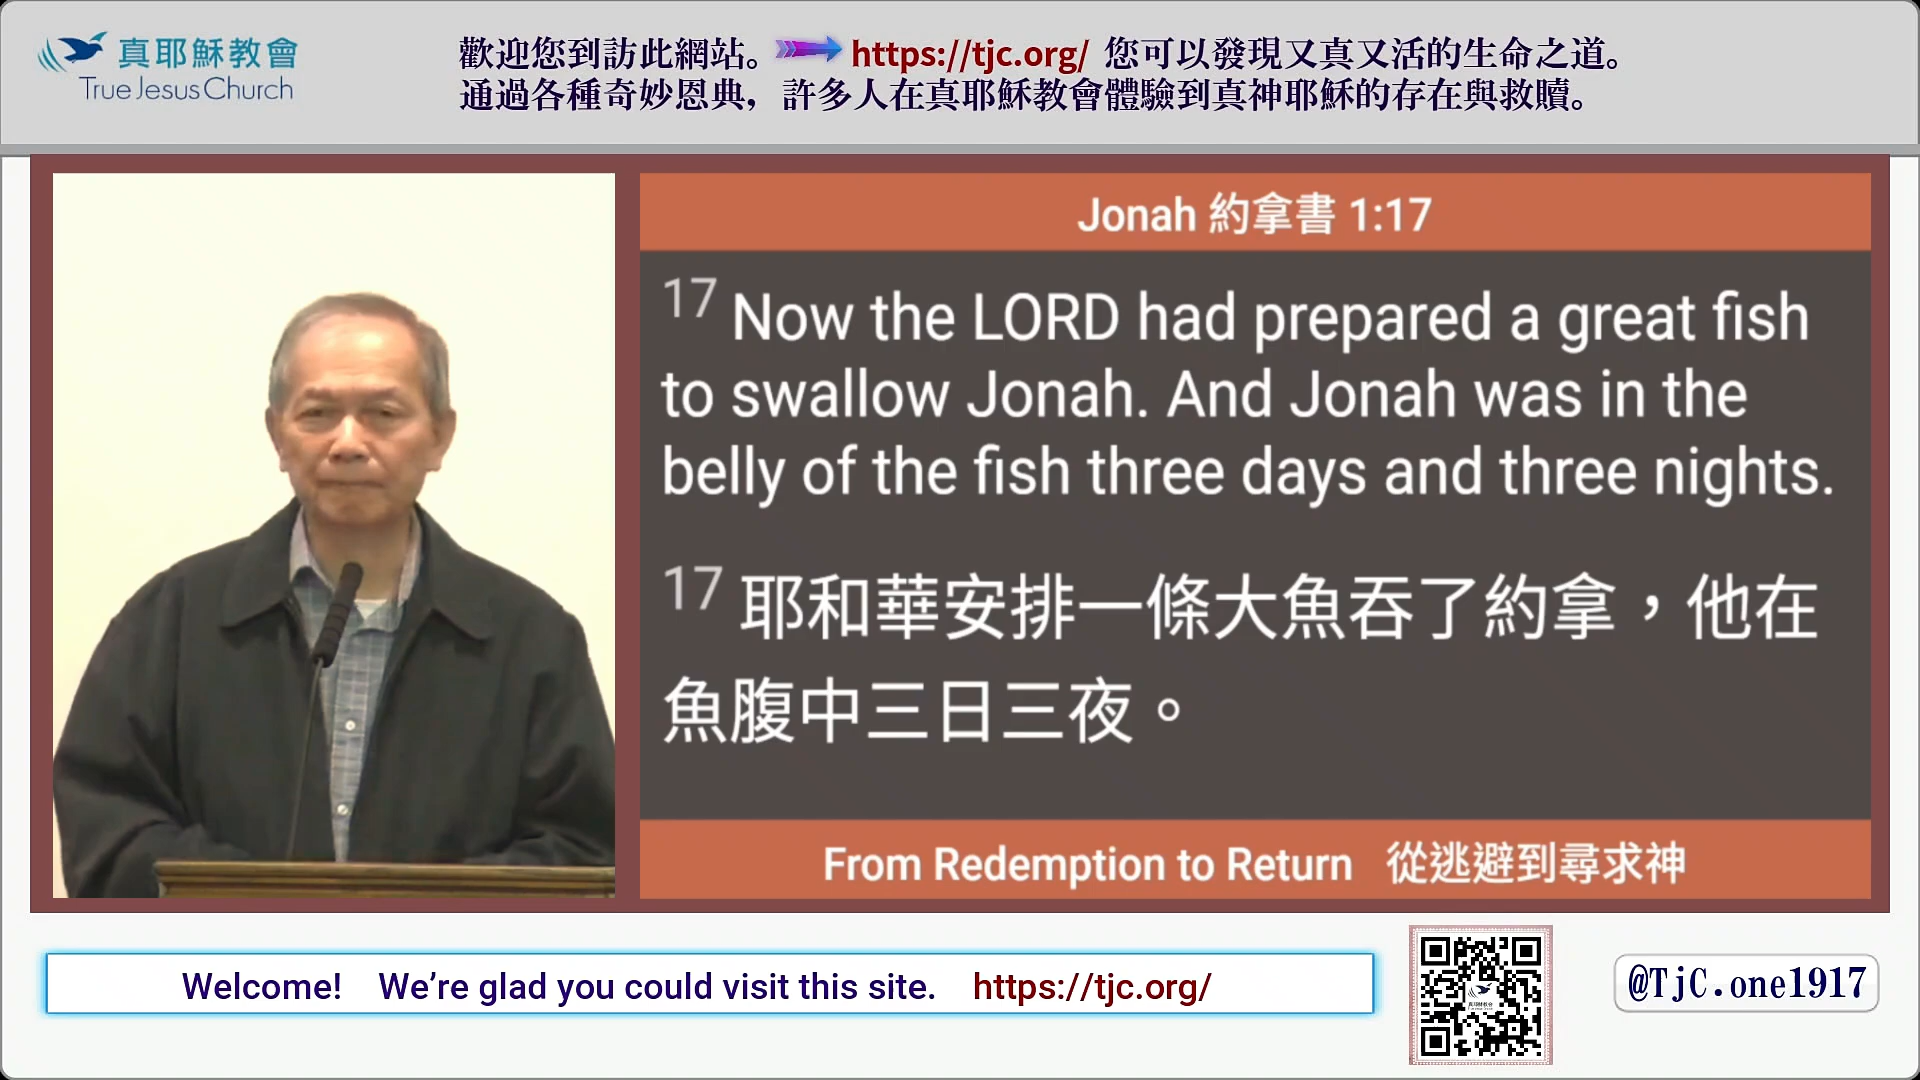 真耶穌教會
True Jesus Church
歡迎您到訪此網站。 https://tjc.org/ 您可以發現又真又活的生命之道。
通過各種奇妙恩典，許多人在真耶穌教會體驗到真神耶穌的存在與救贖。
Jonah 約拿書 1:17
17 Now the LORD had prepared a great fish
to swallow Jonah. And Jonah was in the
belly of the fish three days and three nights.
17 耶和華安排一條大魚吞了約拿，他在
魚腹中三日三夜。
From Redemption to Return 從逃避到尋求神
Welcome! We’re glad you could visit this site. https://tjc.org/
@TjC.one1917